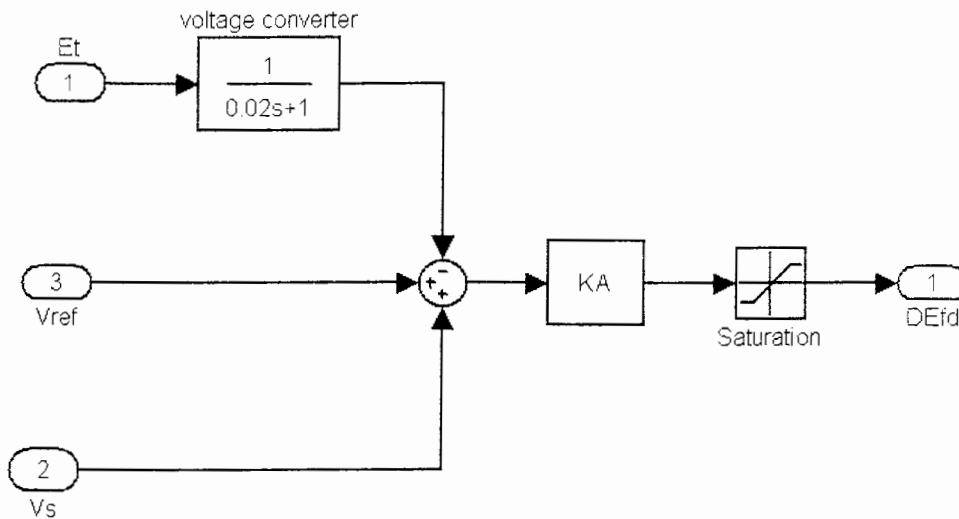 voltage converter
Et
1
1
0.02s+1
3
Vref
+ - +
KA
Saturation
1
DEfd
2
Vs